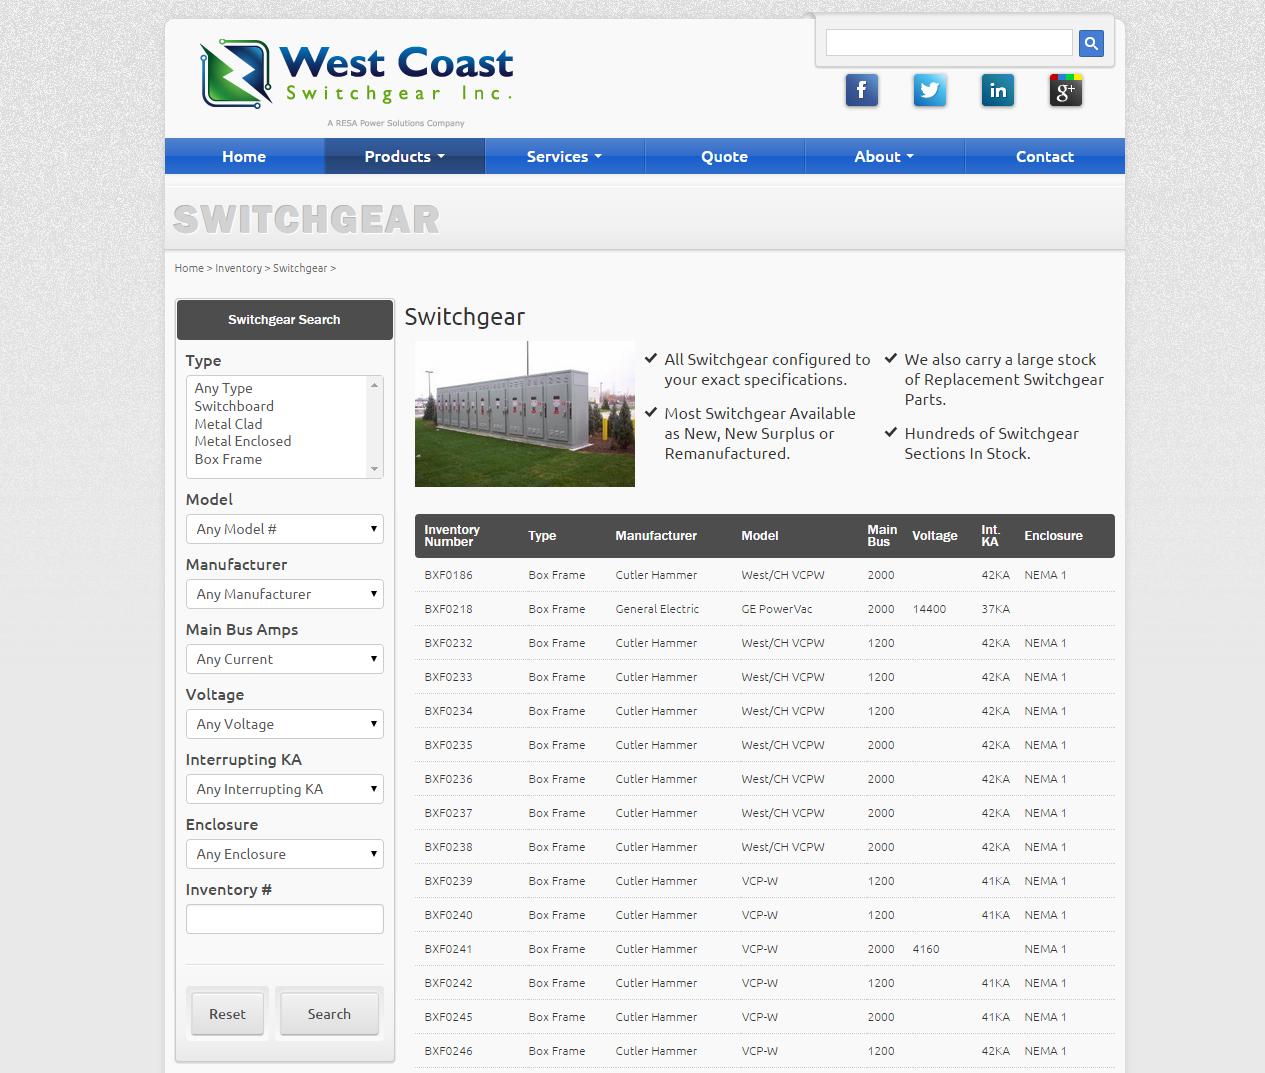 West Coast
Switchgear Inc.
A RESA Power Solutions Company
f
in
g+
Home Products Services Quote About Contact
SWITCHGEAR
Home > Inventory > Switchgear >
Switchgear Search
Type
Any Type
Switchboard
Metal Clad
Metal Enclosed
Box Frame
Model
Any Model #
Manufacturer
Any Manufacturer
Main Bus Amps
Any Current
Voltage
Any Voltage
Interrupting KA
Any Interrupting KA
Enclosure
Any Enclosure
Inventory #
Reset Search
Switchgear
All Switchgear configured to
your exact specifications.
Most Switchgear Available
as New, New Surplus or
Remanufactured.
We also carry a large stock
of Replacement Switchgear
Parts.
Hundreds of Switchgear
Sections In Stock.
Inventory Number Type Manufacturer Model Main Bus Voltage Int. KA Enclosure
BXF0186 Box Frame Cutler Hammer West/CH VCPW 2000 42KA NEMA 1
BXF0218 Box Frame General Electric GE PowerVac 2000 14400 37KA
BXF0232 Box Frame Cutler Hammer West/CH VCPW 1200 42KA NEMA 1
BXF0233 Box Frame Cutler Hammer West/CH VCPW 1200 42KA NEMA 1
BXF0234 Box Frame Cutler Hammer West/CH VCPW 1200 42KA NEMA 1
BXF0235 Box Frame Cutler Hammer West/CH VCPW 2000 42KA NEMA 1
BXF0236 Box Frame Cutler Hammer West/CH VCPW 2000 42KA NEMA 1
BXF0237 Box Frame Cutler Hammer West/CH VCPW 2000 42KA NEMA 1
BXF0238 Box Frame Cutler Hammer West/CH VCPW 2000 42KA NEMA 1
BXF0239 Box Frame Cutler Hammer VCP-W 1200 41KA NEMA 1
BXF0240 Box Frame Cutler Hammer VCP-W 1200 41KA NEMA 1
BXF0241 Box Frame Cutler Hammer VCP-W 2000 4160 NEMA 1
BXF0242 Box Frame Cutler Hammer VCP-W 1200 41KA NEMA 1
BXF0245 Box Frame Cutler Hammer VCP-W 2000 41KA NEMA 1
BXF0246 Box Frame Cutler Hammer VCP-W 1200 42KA NEMA 1